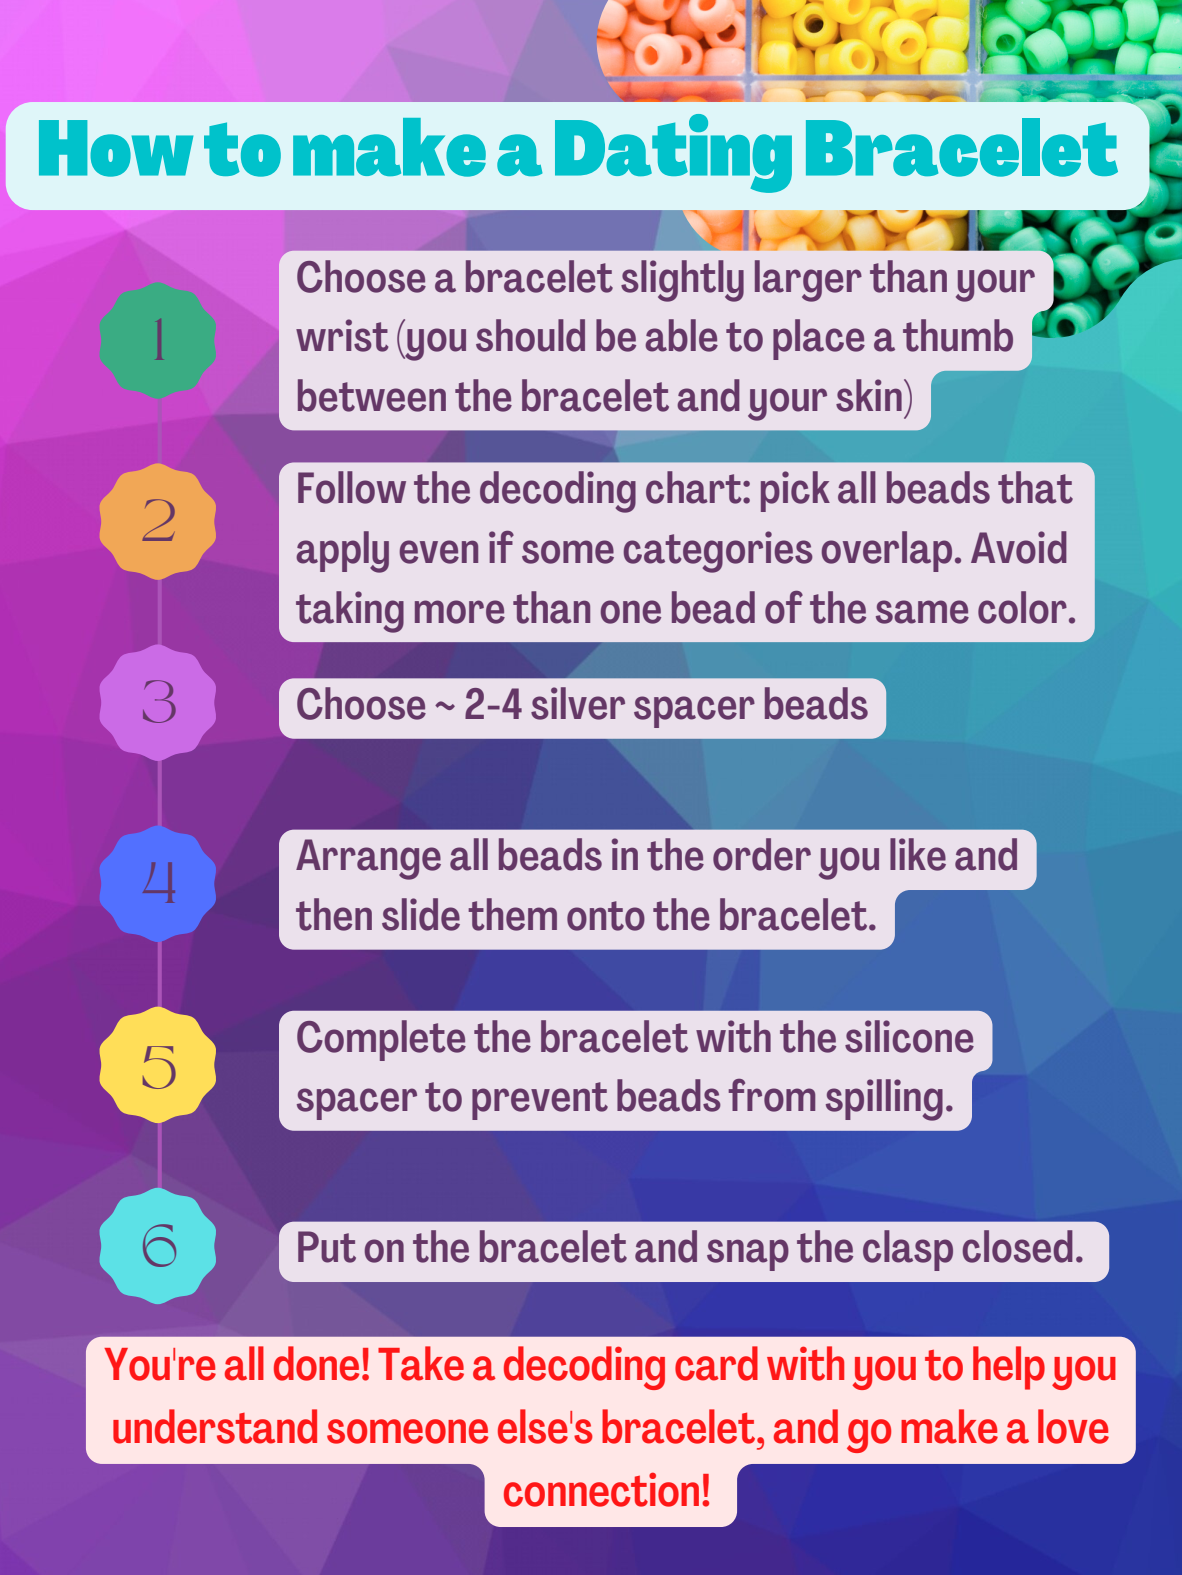 How to make a Dating Bracelet
1
Choose a bracelet slightly larger than your
wrist (you should be able to place a thumb
between the bracelet and your skin)
2
Follow the decoding chart: pick all beads that
apply even if some categories overlap. Avoid
taking more than one bead of the same color.
3
Choose ~ 2-4 silver spacer beads
4
Arrange all beads in the order you like and
then slide them onto the bracelet.
5
Complete the bracelet with the silicone
spacer to prevent beads from spilling.
6
Put on the bracelet and snap the clasp closed.
You're all done! Take a decoding card with you to help you
understand someone else's bracelet, and go make a love
connection!